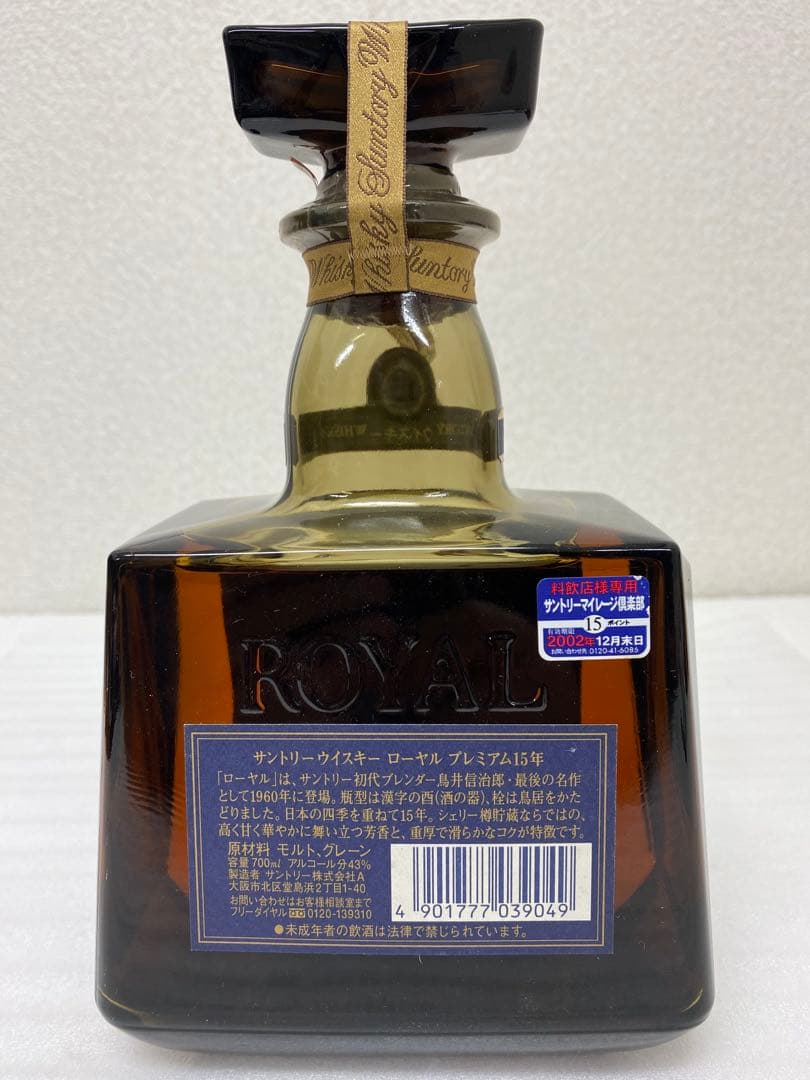 Whisky Suntory W
Whisk
Suntory
料飲店様専用
サントリーマイレージ倶楽部
15 ポイント
有効期限
2002年12月末日
お問い合わせ先 0120-41-6085
ROYAL
サントリーウイスキー ローヤル プレミアム15年
「ローヤル」は、サントリー初代ブレンダー鳥井信治郎・最後の名作
として1960年に登場。瓶型は漢字の酉(酒の器)、栓は鳥居をかた
どりました。日本の四季を重ねて15年。シェリー樽貯蔵ならではの、
高く甘く華やかに舞い立つ芳香と、重厚で滑らかなコクが特徴です。
原材料 モルト、グレーン
容量700ml アルコール分43%
製造者 サントリー株式会社A
大阪市北区堂島浜2丁目1-40
お問い合わせはお客様相談室まで
フリーダイヤル 0120-139310
4 901777 039049
●未成年者の飲酒は法律で禁じられています。